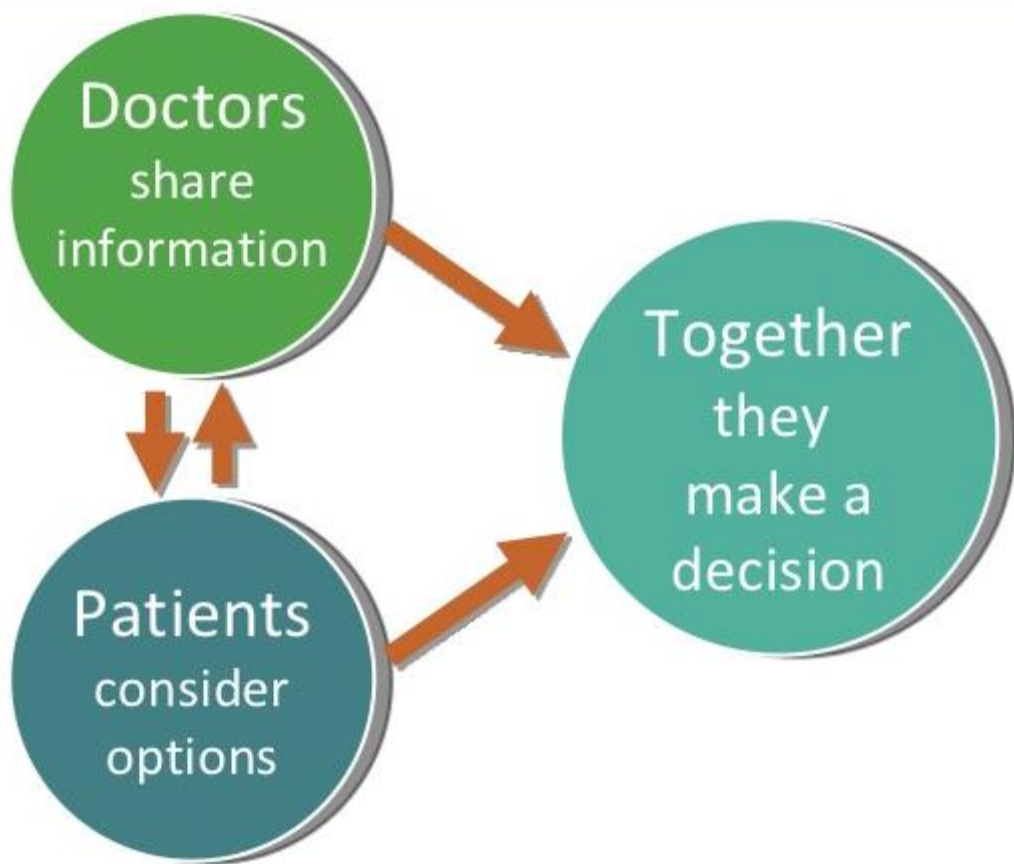 Doctors
share
information
Together
they
make a
decision
Patients
consider
options